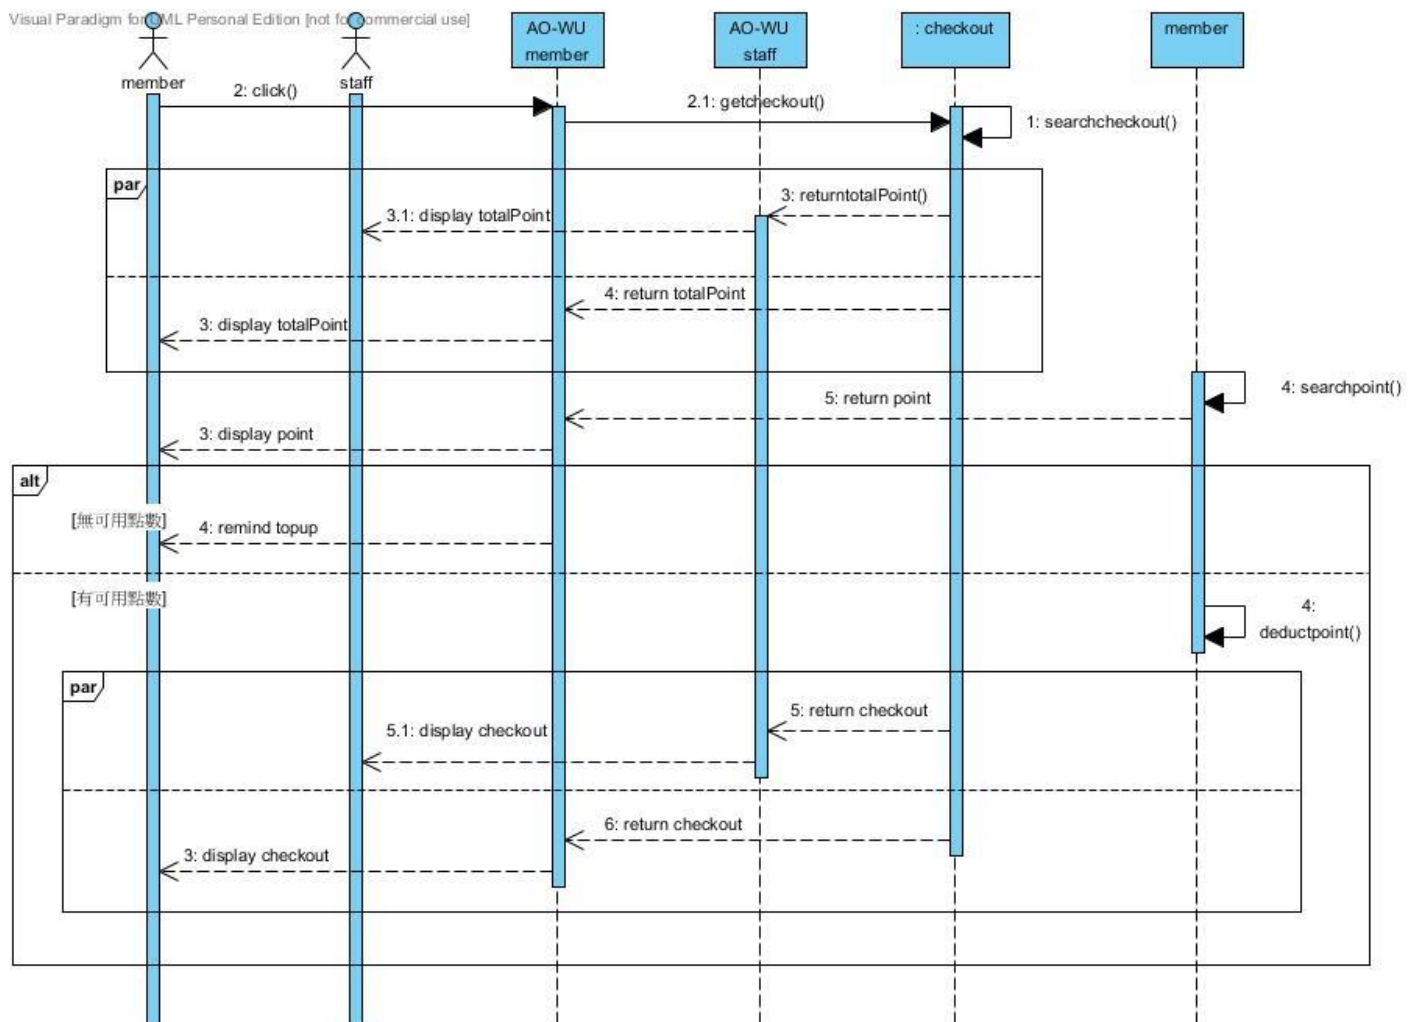 Visual Paradigm for UML Personal Edition [not for commercial use]
member
staff
AO-WU
member
AO-WU
staff
: checkout
member
2: click()
2.1: getcheckout()
1: searchcheckout()
par
3: returntotalPoint()
3.1: display totalPoint
4: return totalPoint
3: display totalPoint
4: searchpoint()
5: return point
3: display point
alt
[無可用點數]
4: remind topup
[有可用點數]
4:
deductpoint()
par
5: return checkout
5.1: display checkout
6: return checkout
3: display checkout